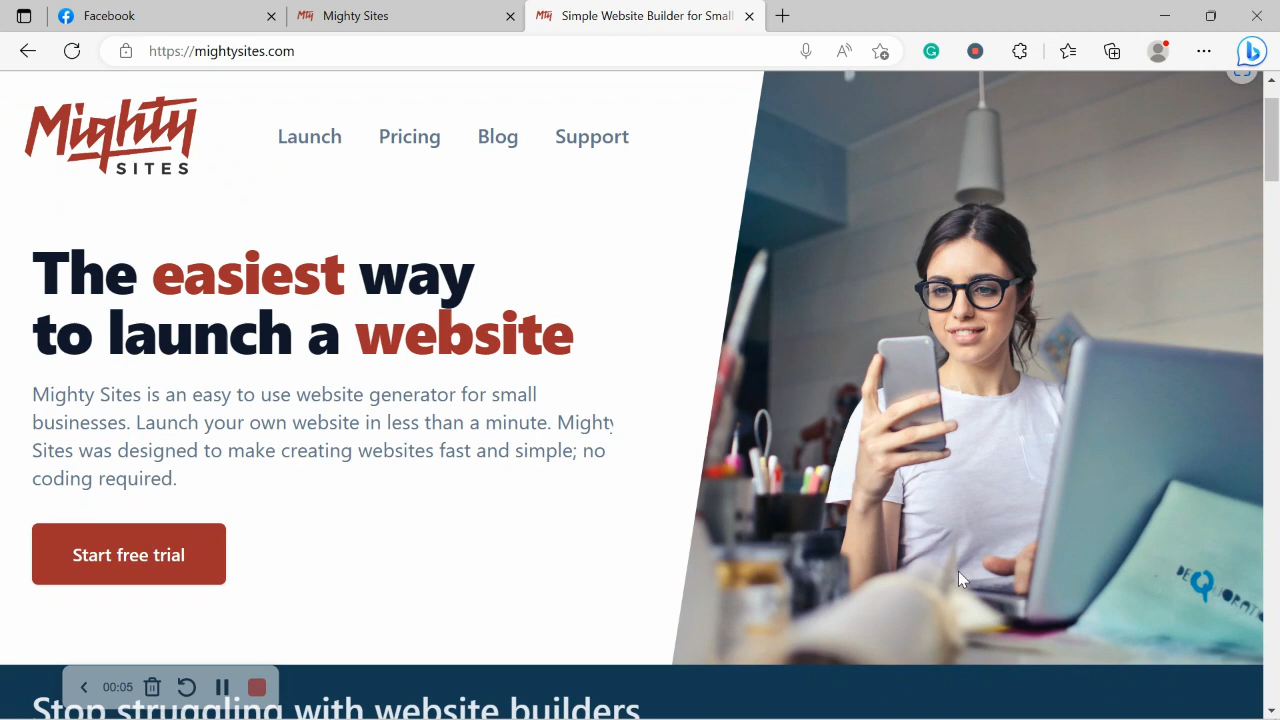 Facebook
Mighty Sites
Simple Website Builder for Small
https://mightysites.com
Mighty
SITES
Launch
Pricing
Blog
Support
The easiest way
to launch a website
Mighty Sites is an easy to use website generator for small
businesses. Launch your own website in less than a minute. Mighty
Sites was designed to make creating websites fast and simple; no
coding required.
Start free trial
00:05
Stop struggling with website builders